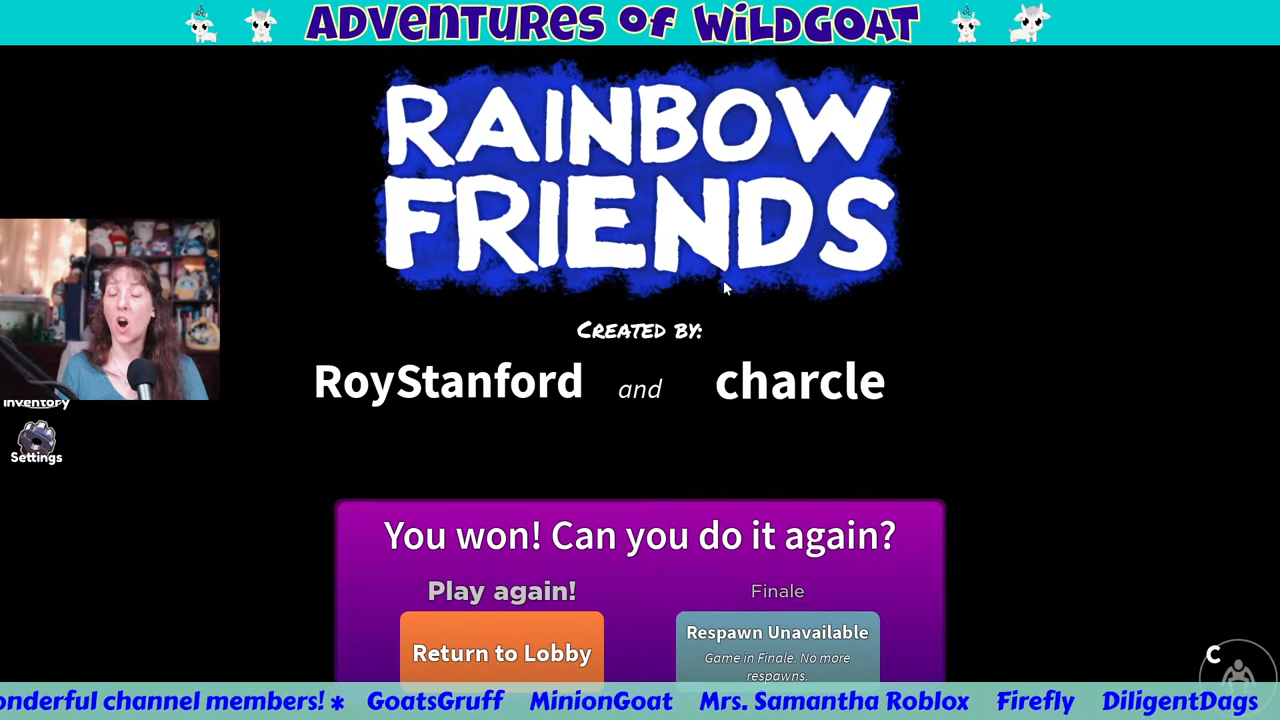 ADVENTURES OF WILDGOAT
RAINBOW
FRIENDS
CREATED BY:
RoyStanford and charcle
Inventory
Settings
You won! Can you do it again?
Play again!
Finale
Return to Lobby
Respawn Unavailable
Game in Finale. No more
respawns.
C
onderful channel members! * GoatsGruff MinionGoat Mrs. Samantha Roblox Firefly DiligentDags